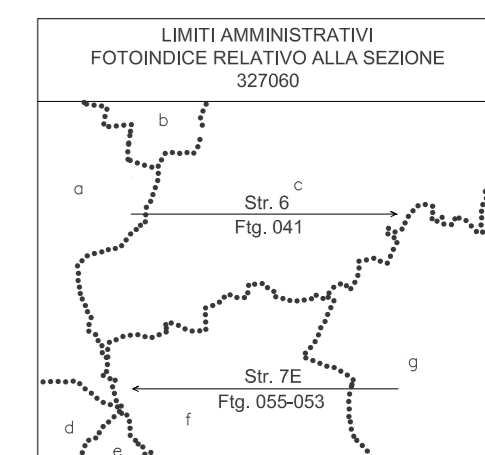 LIMITI AMMINISTRATIVI
FOTOINDICE RELATIVO ALLA SEZIONE
327060
b
a
c
Str. 6
Ftg. 041
g
Str. 7E
Ftg. 055-053
f
d
e